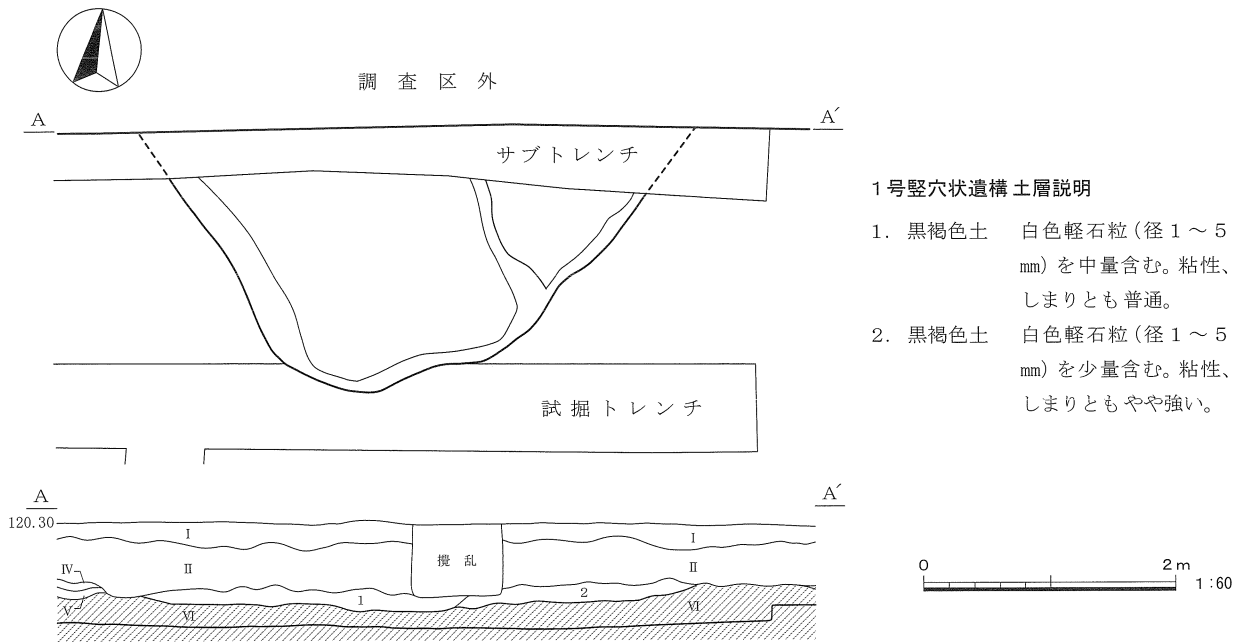 調査区外
A A´
サブトレンチ
試掘トレンチ
A A´
120.30
I I
攪乱
II II
IV
1 2
V
VI VI
1号竪穴状遺構 土層説明
1. 黒褐色土 白色軽石粒(径1～5
mm)を中量含む。粘性、
しまりとも普通。
2. 黒褐色土 白色軽石粒(径1～5
mm)を少量含む。粘性、
しまりともやや強い。
0 2m
1:60